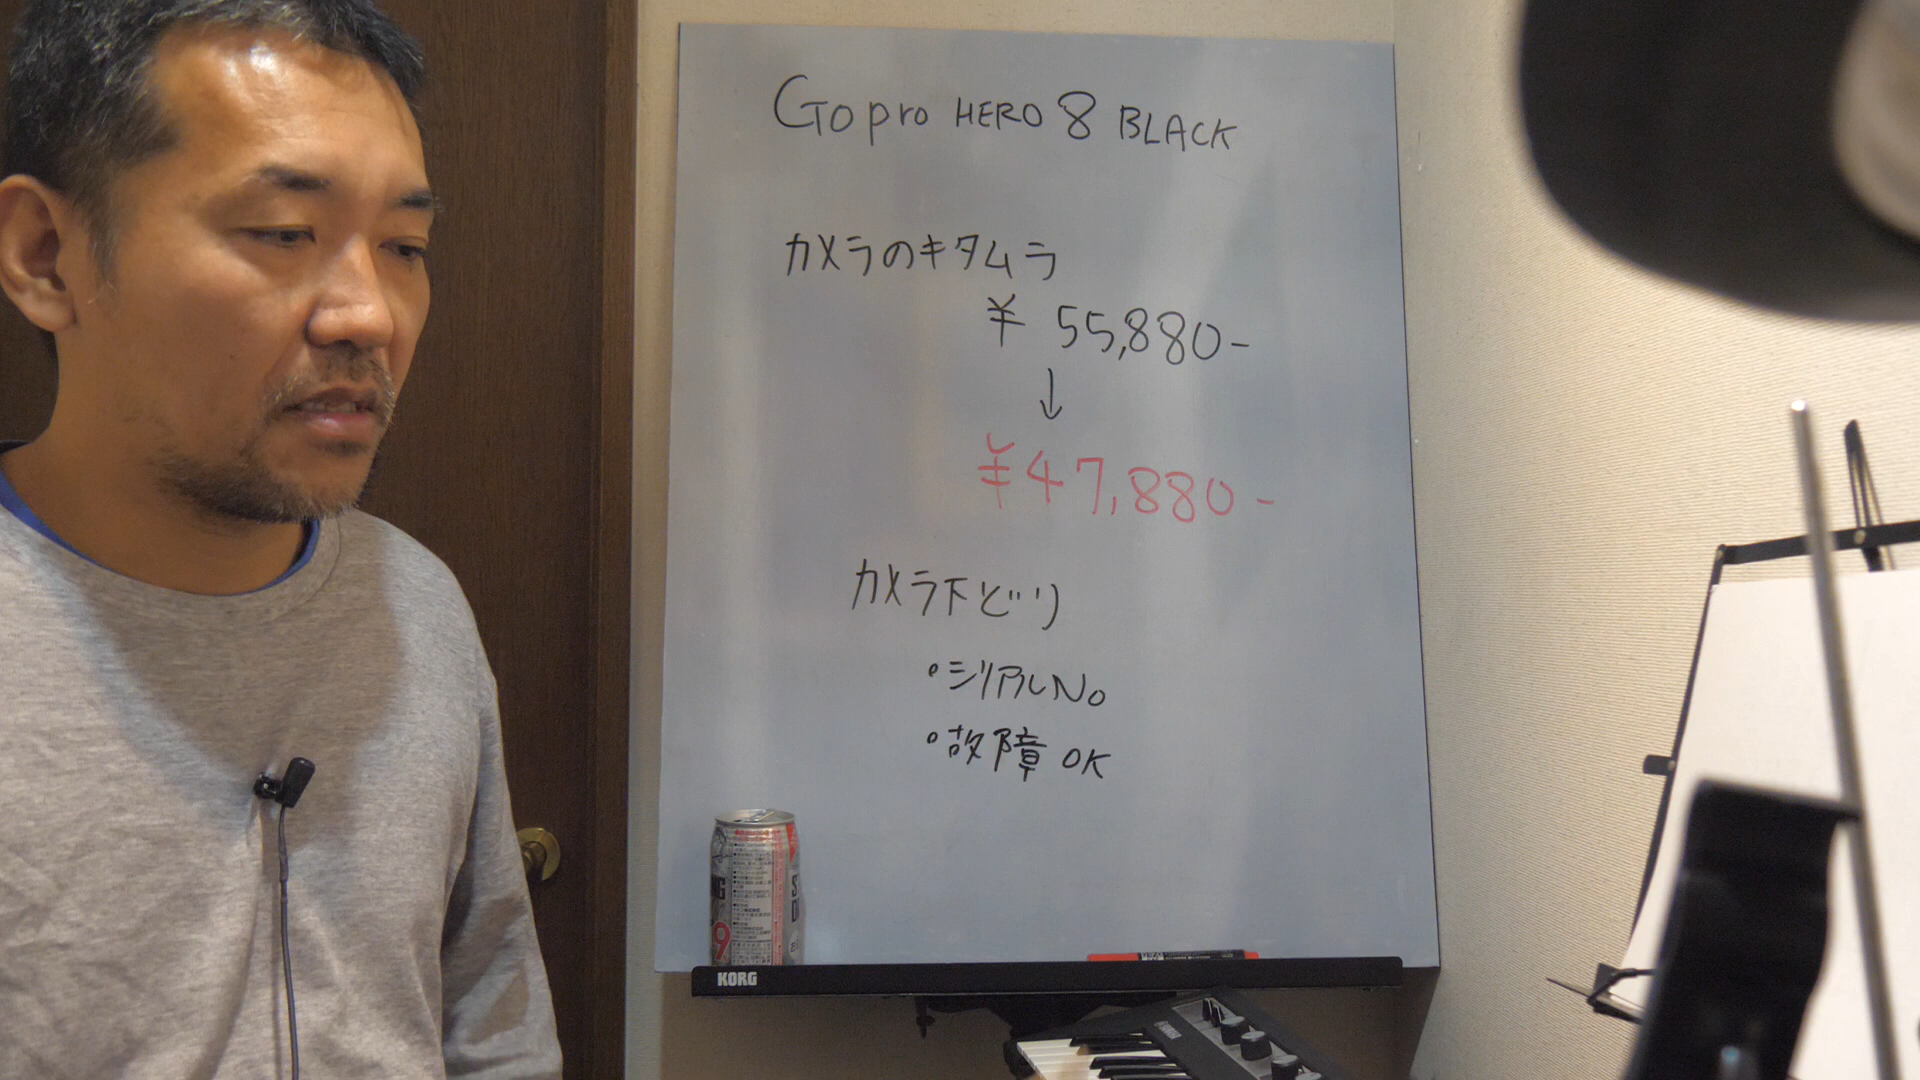 Gopro HERO 8 BLACK
カメラのキタムラ
¥ 55,880-
↓
¥47,880-
カメラ下どり
・シリアルNo
・故障 OK
9
KORG